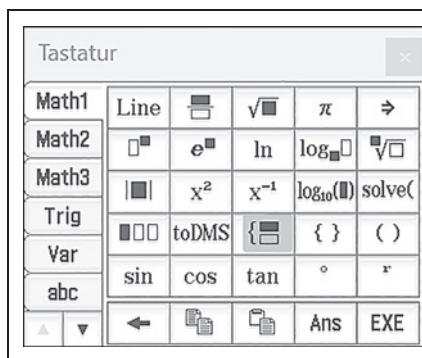 Tastatur
Math1 Line √■ π ⇒
Math2 □■ e■ ln log■□ ■√□
Math3 |■| x² x⁻¹ log₁₀(■) solve(
Trig ■□□ toDMS { } ( )
Var
sin cos tan ° r
abc
Ans EXE